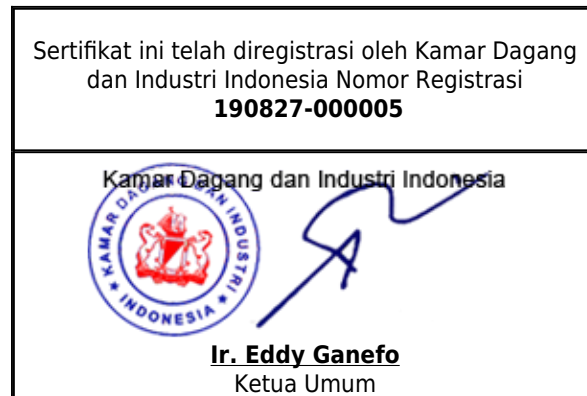 Sertifikat ini telah diregistrasi oleh Kamar Dagang
dan Industri Indonesia Nomor Registrasi
190827-000005
Kamar Dagang dan Industri Indonesia
KAMAR DAGANG DAN INDUSTRI
INDONESIA
Ir. Eddy Ganefo
Ketua Umum